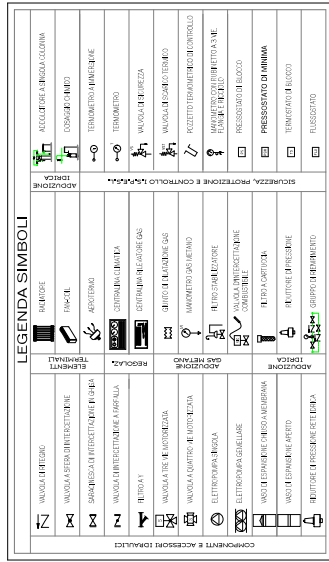 LEGENDA SIMBOLI
COMPONENTI E ACCESSORI IDRAULICI
VALVOLA DI RITEGNO
VALVOLA A SFERA DI INTERCETTAZIONE
SARACINESCA DI INTERCETTAZIONE IN GHISA
VALVOLA DI INTERCETTAZIONE A FARFALLA
FILTRO A Y
VALVOLA A TRE VIE MOTORIZZATA
VALVOLA A QUATTRO VIE MOTORIZZATA
ELETTROPOMPA SINGOLA
ELETTROPOMPA GEMELLARE
VASO DI ESPANSIONE CHIUSO A MEMBRANA
VASO DI ESPANSIONE APERTO
RIDUTTORE DI PRESSIONE RETE IDRICA
ELEMENTI
TERMINALI
RADIATORE
FAN-COIL
AEROTERMO
REGOLAZ.
CENTRALINA CLIMATICA
CENTRALINA RILEVATORE GAS
ADDUZIONE
GAS METANO
GIUNTO DI DILATAZIONE GAS
MANOMETRO GAS METANO
FILTRO STABILIZZATORE
VALVOLA D'INTERCETTAZIONE
COMBUSTIBILE
ADDUZIONE
IDRICA
FILTRO A CARTUCCIA
RIDUTTORE DI PRESSIONE
GRUPPO DI RIEMPIMENTO
ADDUZIONE
IDRICA
ADDOLCITORE A SINGOLA COLONNA
DOSAGGIO CHIMICO
SICUREZZA, PROTEZIONE E CONTROLLO I.S.P.E.S.L.
TERMOMETRO A IMMERSIONE
TERMOMETRO
VALVOLA DI SICUREZZA
VALVOLA DI SCARICO TERMICO
POZZETTO TERMOMETRICO DI CONTROLLO
MANOMETRO CON RUBINETTO A 3 VIE,
FLANGIA E RICCIOLO
PRESSOSTATO DI BLOCCO
PRESSOSTATO DI MINIMA
TERMOSTATO DI BLOCCO
FLUSSOSTATO